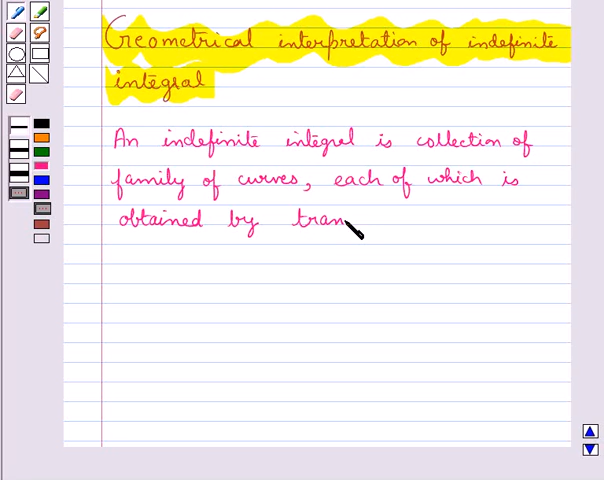 Geometrical interpretation of indefinite
integral
An indefinite integral is collection of
family of curves, each of which is
obtained by tran